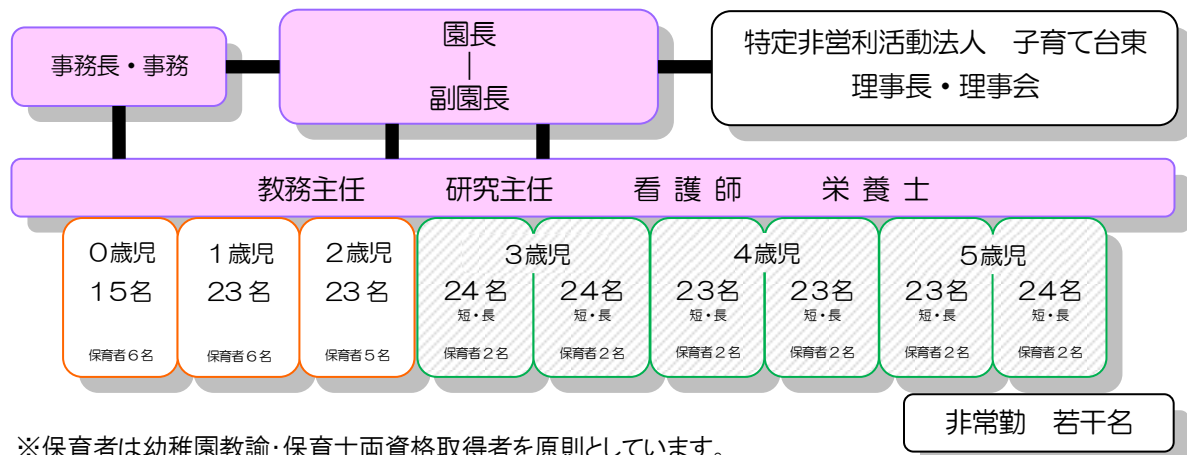 事務長・事務
園長
|
副園長
特定非営利活動法人　子育て台東
理事長・理事会
教務主任　研究主任　看護師　栄養士
０歳児
１５名
保育者６名
１歳児
２３名
保育者６名
２歳児
２３名
保育者５名
３歳児
２４名
短・長
保育者２名
２４名
短・長
保育者２名
４歳児
２３名
短・長
保育者２名
２３名
短・長
保育者２名
５歳児
２３名
短・長
保育者２名
２４名
短・長
保育者２名
非常勤　若干名
※保育者は幼稚園教諭・保育士両資格取得者を原則としています。